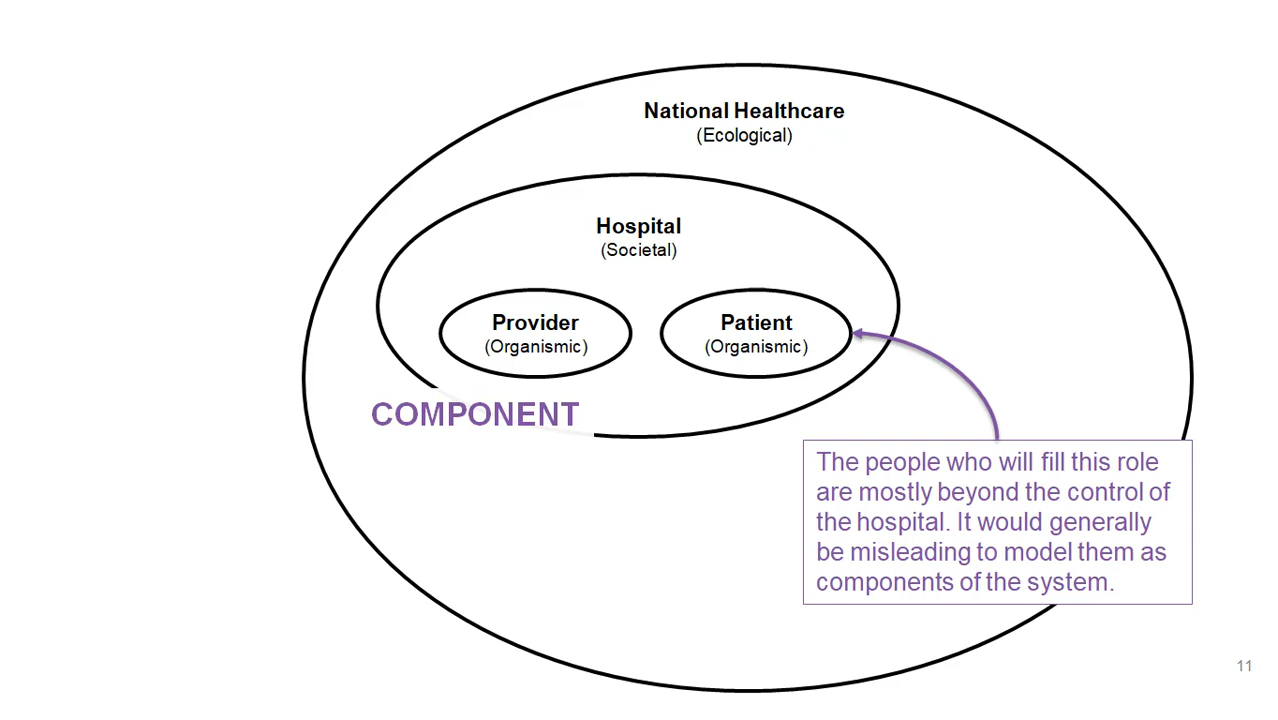 National Healthcare
(Ecological)
Hospital
(Societal)
Provider
(Organismic)
Patient
(Organismic)
COMPONENT
The people who will fill this role
are mostly beyond the control of
the hospital. It would generally
be misleading to model them as
components of the system.
11